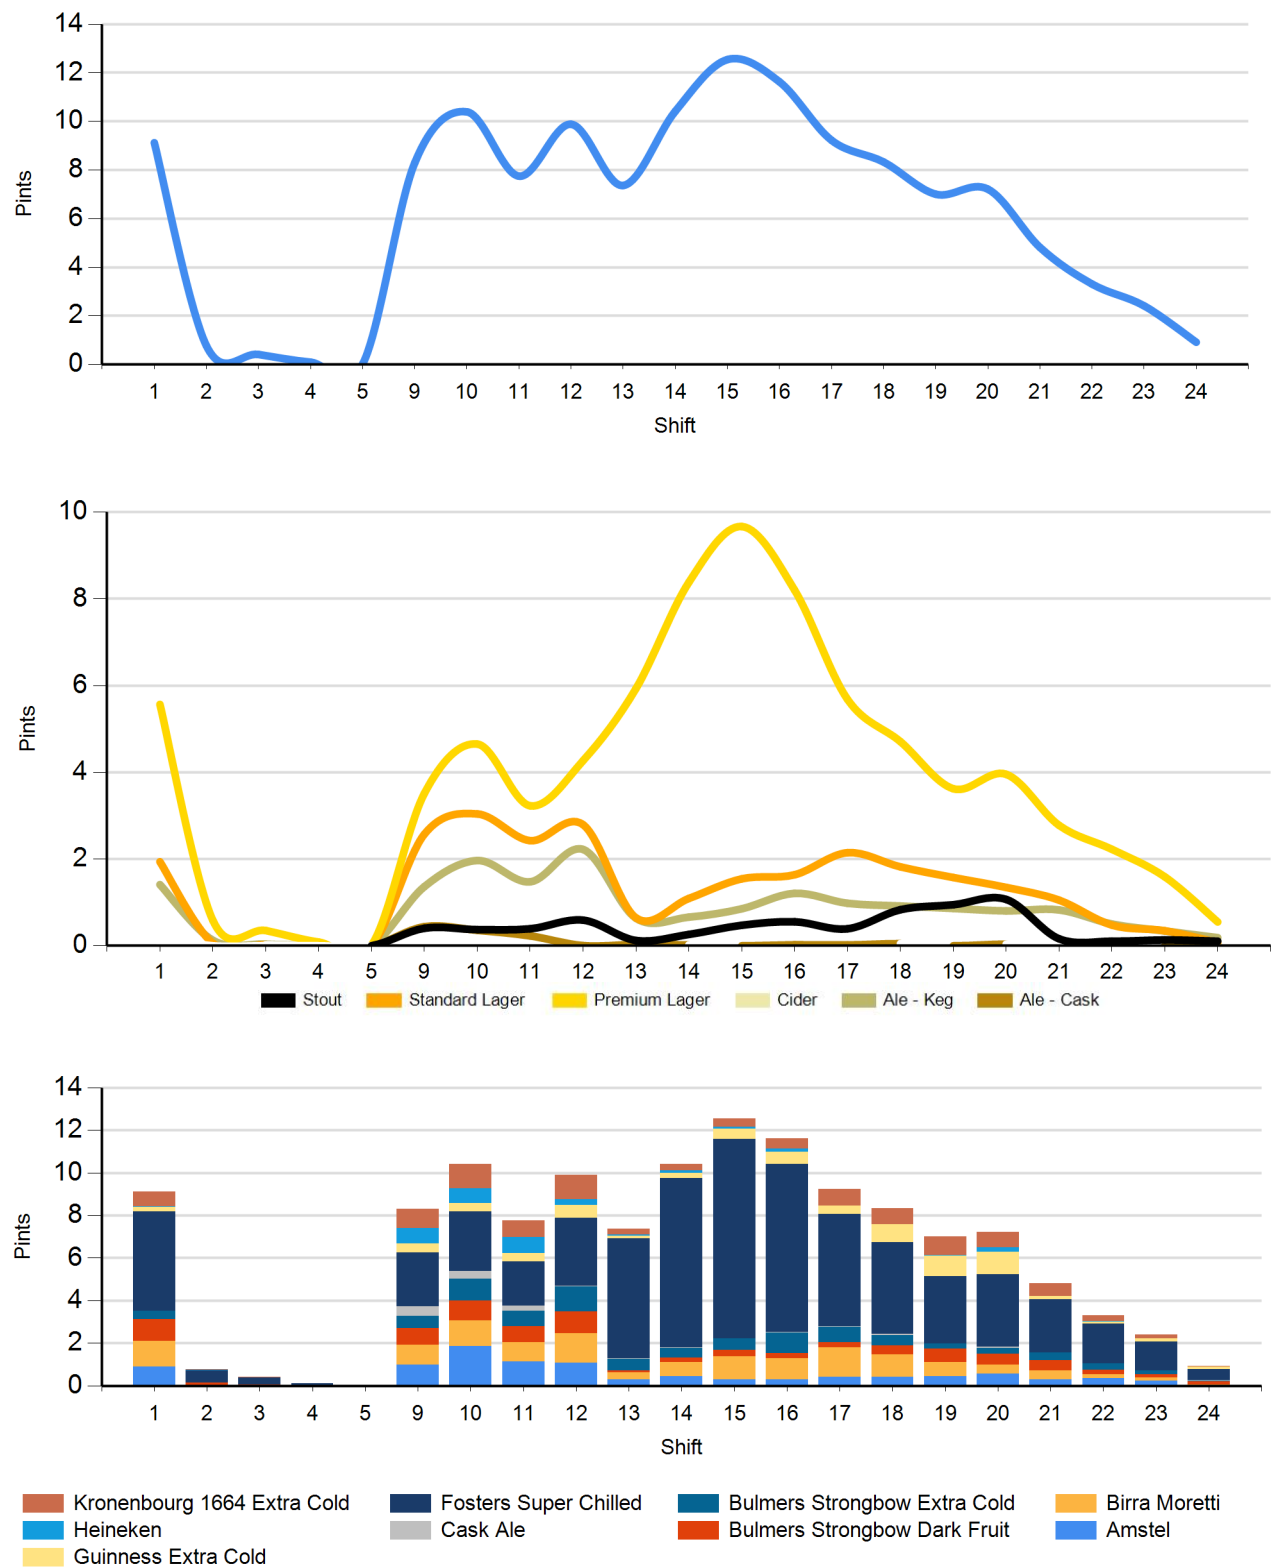 14
12
10
8
6
4
2
0
Pints
1 2 3 4 5 9 10 11 12 13 14 15 16 17 18 19 20 21 22 23 24
Shift
10
8
6
4
2
0
Pints
1 2 3 4 5 9 10 11 12 13 14 15 16 17 18 19 20 21 22 23 24
Stout Standard Lager Premium Lager Cider Ale - Keg Ale - Cask
14
12
10
8
6
4
2
0
Pints
1 2 3 4 5 9 10 11 12 13 14 15 16 17 18 19 20 21 22 23 24
Shift
Kronenbourg 1664 Extra Cold Fosters Super Chilled Bulmers Strongbow Extra Cold Birra Moretti
Heineken Cask Ale Bulmers Strongbow Dark Fruit Amstel
Guinness Extra Cold